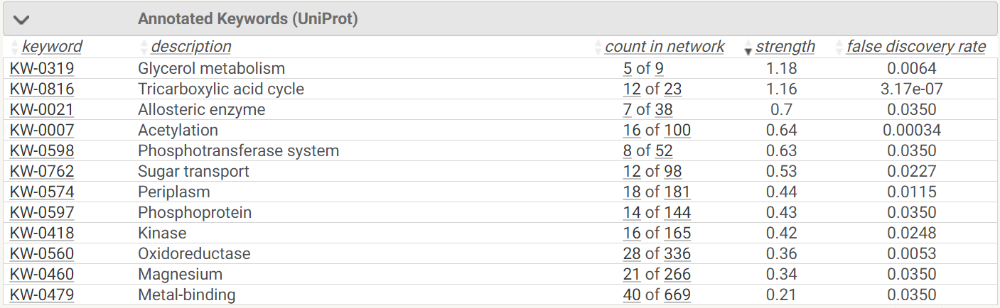 Annotated Keywords (UniProt)
keyword description count in network strength false discovery rate
KW-0319 Glycerol metabolism 5 of 9 1.18 0.0064
KW-0816 Tricarboxylic acid cycle 12 of 23 1.16 3.17e-07
KW-0021 Allosteric enzyme 7 of 38 0.7 0.0350
KW-0007 Acetylation 16 of 100 0.64 0.00034
KW-0598 Phosphotransferase system 8 of 52 0.63 0.0350
KW-0762 Sugar transport 12 of 98 0.53 0.0227
KW-0574 Periplasm 18 of 181 0.44 0.0115
KW-0597 Phosphoprotein 14 of 144 0.43 0.0350
KW-0418 Kinase 16 of 165 0.42 0.0248
KW-0560 Oxidoreductase 28 of 336 0.36 0.0053
KW-0460 Magnesium 21 of 266 0.34 0.0350
KW-0479 Metal-binding 40 of 669 0.21 0.0350